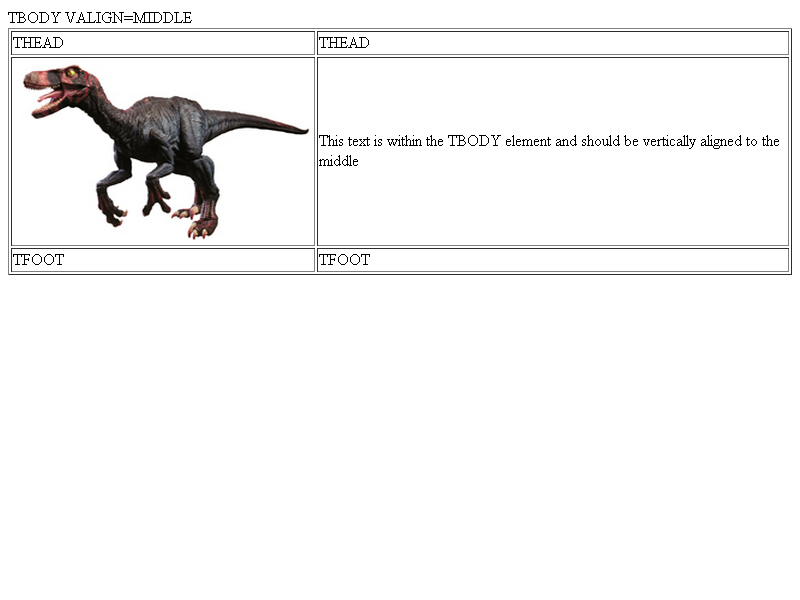 TBODY VALIGN=MIDDLE
THEAD THEAD
This text is within the TBODY element and should be vertically aligned to the
middle
TFOOT TFOOT